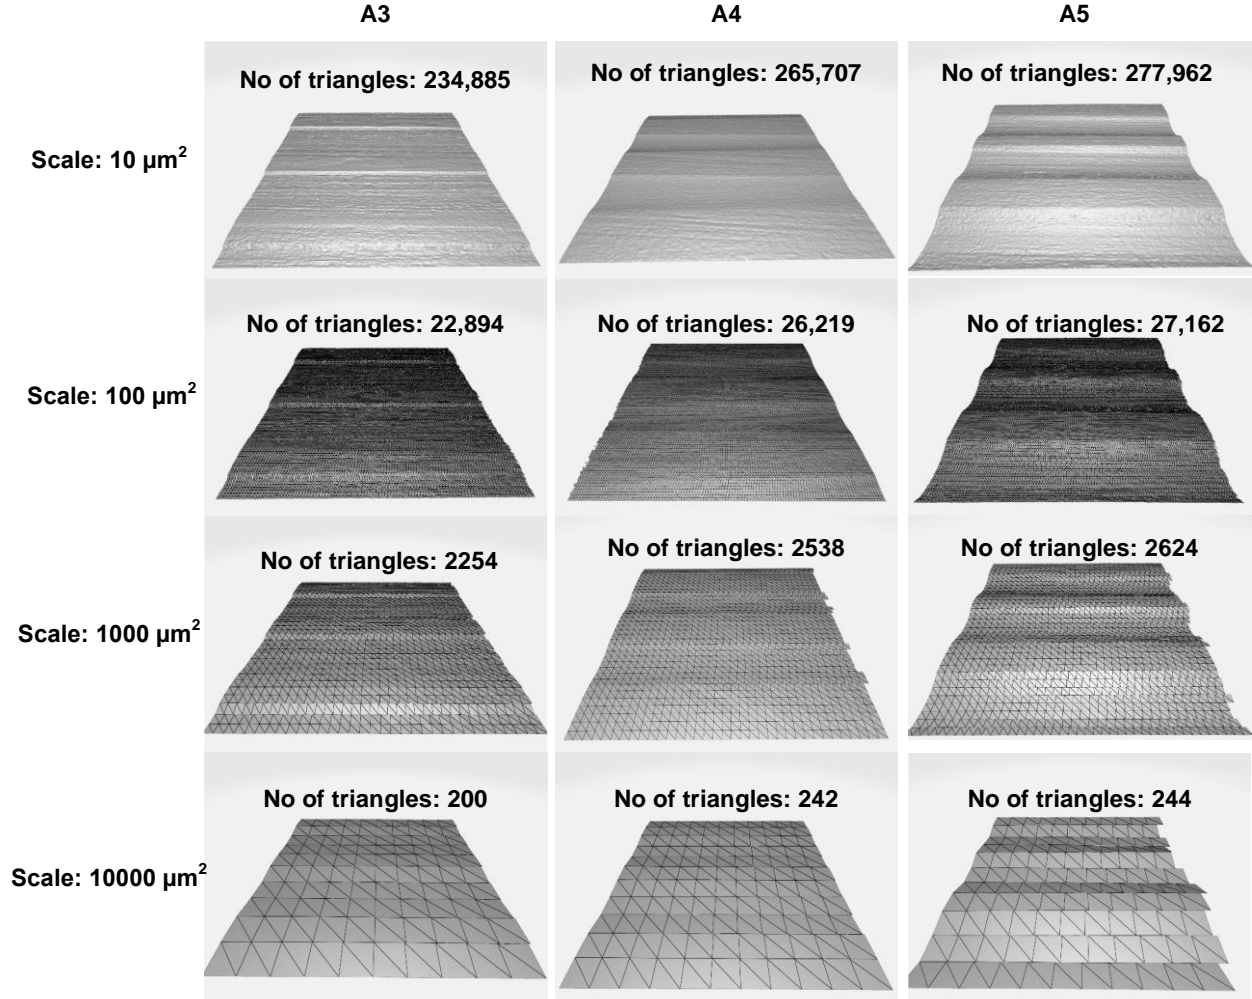 A3 A4 A5
No of triangles: 234,885 No of triangles: 265,707 No of triangles: 277,962
Scale: 10 µm²
No of triangles: 22,894 No of triangles: 26,219 No of triangles: 27,162
Scale: 100 µm²
No of triangles: 2254 No of triangles: 2538 No of triangles: 2624
Scale: 1000 µm²
No of triangles: 200 No of triangles: 242 No of triangles: 244
Scale: 10000 µm²